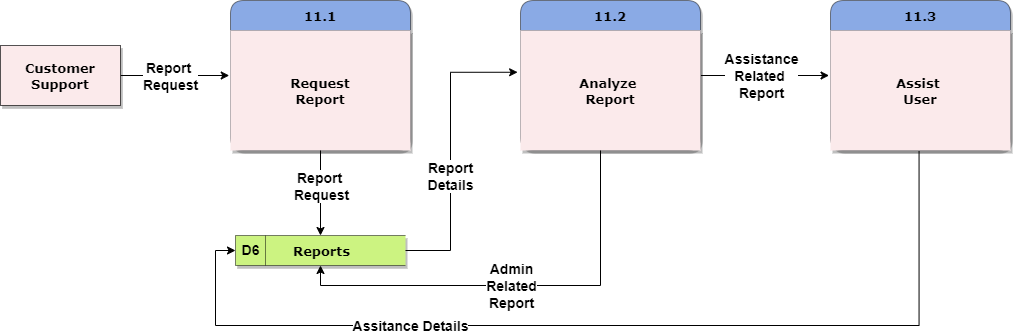 11.1
11.2
11.3
Customer
Support
Report
Request
Request
Report
Analyze
Report
Assistance
Related
Report
Assist
User
Report
Request
Report
Details
D6
Reports
Admin
Related
Report
Assitance Details